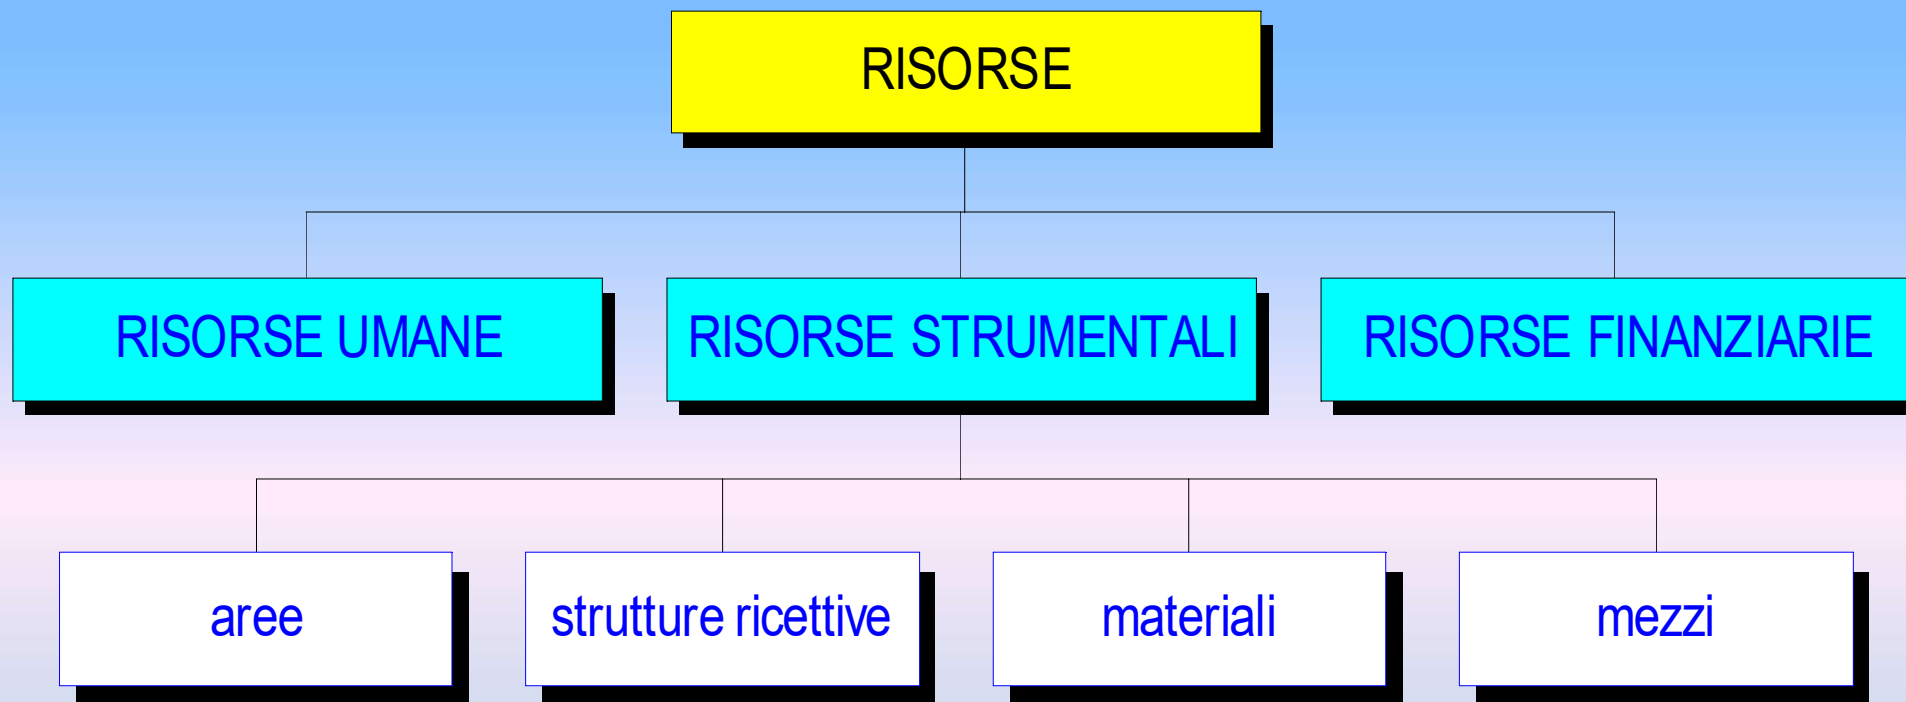 RISORSE
RISORSE UMANE
RISORSE STRUMENTALI
RISORSE FINANZIARIE
aree
strutture ricettive
materiali
mezzi